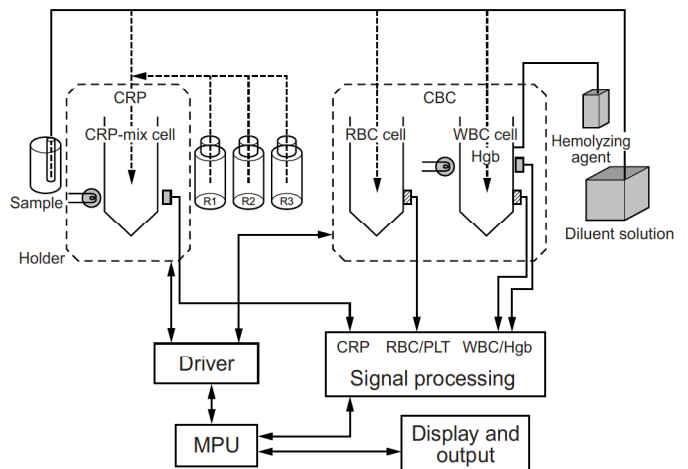 CRP
CBC
CRP-mix cell
RBC cell
WBC cell
Hgb
Hemolyzing
agent
Sample
R1
R2
R3
Diluent solution
Holder
CRP
RBC/PLT
WBC/Hgb
Signal processing
Driver
MPU
Display and
output